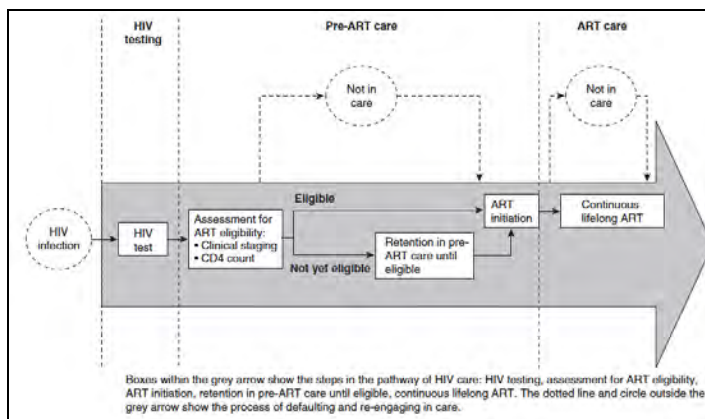 HIV
testing
Pre-ART care
ART care
Not in
care
Not in
care
HIV
infection
HIV
test
Assessment for
ART eligibility:
• Clinical staging
• CD4 count
Eligible
Not yet eligible
Retention in pre-
ART care until
eligible
ART
initiation
Continuous
lifelong ART
Boxes within the grey arrow show the steps in the pathway of HIV care: HIV testing, assessment for ART eligibility,
ART initiation, retention in pre-ART care until eligible, continuous lifelong ART. The dotted line and circle outside the
grey arrow show the process of defaulting and re-engaging in care.